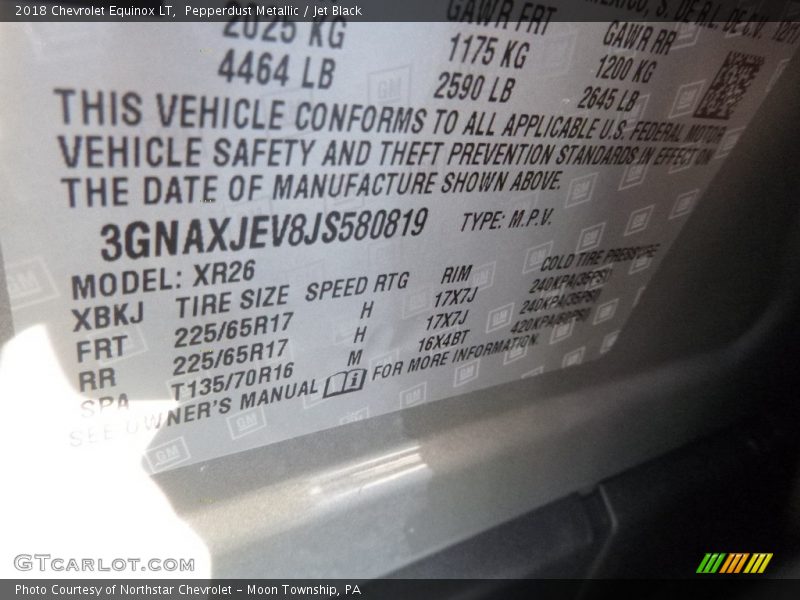 2018 Chevrolet Equinox LT, Pepperdust Metallic / Jet Black
GAWR FRT GAWR RR
2025 KG 1175 KG 1200 KG
4464 LB 2590 LB 2645 LB
THIS VEHICLE CONFORMS TO ALL APPLICABLE U.S. FEDERAL MOTOR
VEHICLE SAFETY AND THEFT PREVENTION STANDARDS IN EFFECT ON
THE DATE OF MANUFACTURE SHOWN ABOVE.
3GNAXJEV8JS580819 TYPE: M.P.V.
MODEL: XR26
XBKJ TIRE SIZE SPEED RTG RIM COLD TIRE PRESSURE
FRT 225/65R17 H 17X7J 240KPA(35PSI)
RR 225/65R17 H 17X7J 240KPA(35PSI)
SPA T135/70R16 M 16X4BT 420KPA(60PSI)
SEE OWNER'S MANUAL FOR MORE INFORMATION.
GTcarlot.com
Photo Courtesy of Northstar Chevrolet - Moon Township, PA